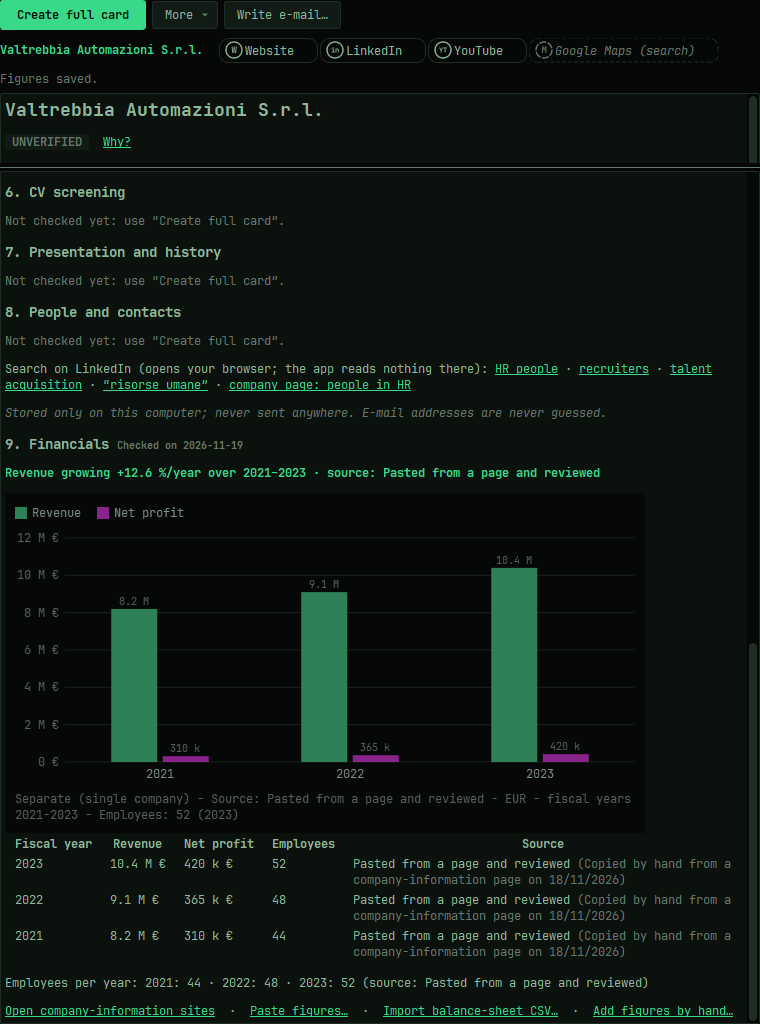 Create full card
More
Write e-mail…
Valtrebbia Automazioni S.r.l.
W Website
in LinkedIn
YT YouTube
M Google Maps (search)
Figures saved.
Valtrebbia Automazioni S.r.l.
UNVERIFIED Why?
6. CV screening
Not checked yet: use “Create full card”.
7. Presentation and history
Not checked yet: use “Create full card”.
8. People and contacts
Not checked yet: use “Create full card”.
Search on LinkedIn (opens your browser; the app reads nothing there): HR people · recruiters · talent
acquisition · “risorse umane” · company page: people in HR
Stored only on this computer; never sent anywhere. E-mail addresses are never guessed.
9. Financials Checked on 2026-11-19
Revenue growing +12.6 %/year over 2021–2023 · source: Pasted from a page and reviewed
Revenue Net profit
12 M €
10 M €
8 M €
6 M €
4 M €
2 M €
0 €
8.2 M
310 k
9.1 M
365 k
10.4 M
420 k
2021 2022 2023
Separate (single company) - Source: Pasted from a page and reviewed - EUR - fiscal years
2021-2023 - Employees: 52 (2023)
Fiscal year Revenue Net profit Employees Source
2023 10.4 M € 420 k € 52 Pasted from a page and reviewed (Copied by hand from a
company-information page on 18/11/2026)
2022 9.1 M € 365 k € 48 Pasted from a page and reviewed (Copied by hand from a
company-information page on 18/11/2026)
2021 8.2 M € 310 k € 44 Pasted from a page and reviewed (Copied by hand from a
company-information page on 18/11/2026)
Employees per year: 2021: 44 · 2022: 48 · 2023: 52 (source: Pasted from a page and reviewed)
Open company-information sites · Paste figures… · Import balance-sheet CSV… · Add figures by hand…